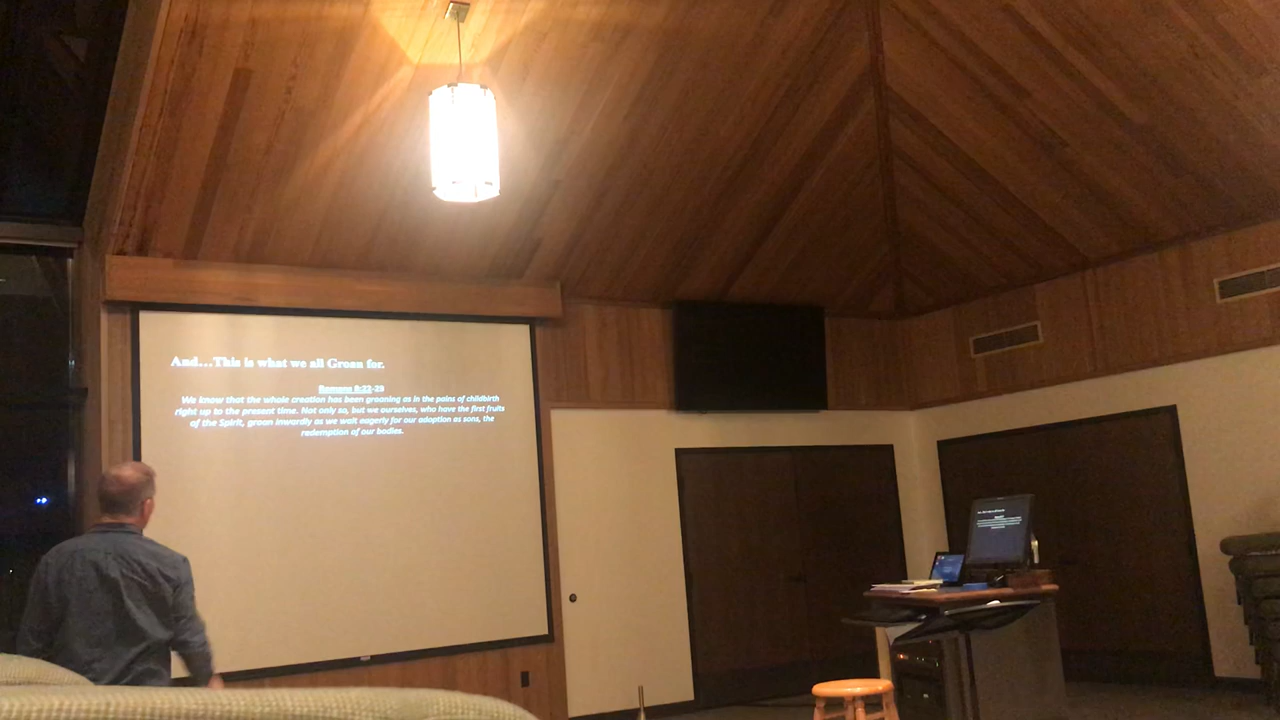 And...This is what we all Groan for.
Romans 8:22-23
We know that the whole creation has been groaning as in the pains of childbirth
right up to the present time. Not only so, but we ourselves, who have the first fruits
of the Spirit, groan inwardly as we wait eagerly for our adoption as sons, the
redemption of our bodies.